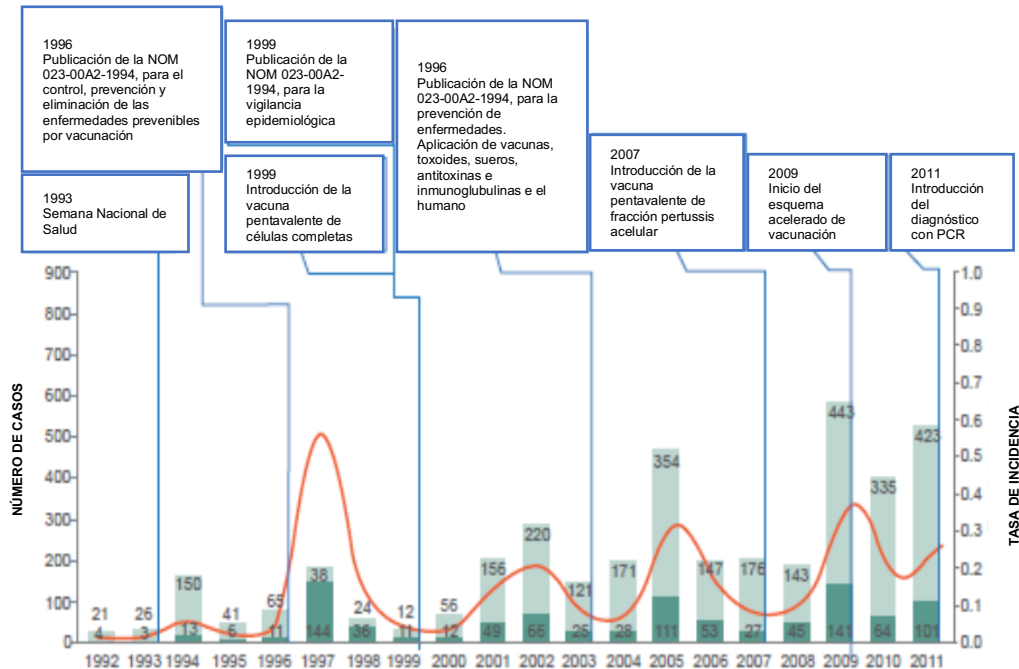 1996
Publicación de la NOM
023-00A2-1994, para el
control, prevención y
eliminación de las
enfermedades prevenibles
por vacunación
1993
Semana Nacional de
Salud
1999
Publicación de la
NOM 023-00A2-
1994, para la
vigilancia
epidemiológica
1999
Introducción de la
vacuna
pentavalente de
células completas
1996
Publicación de la NOM
023-00A2-1994, para la
prevención de
enfermedades.
Aplicación de vacunas,
toxoides, sueros,
antitoxinas e
inmunoglubulinas e el
humano
2007
Introducción de la
vacuna
pentavalente de
fracción pertussis
acelular
2009
Inicio del
esquema
acelerado de
vacunación
2011
Introducción
del
diagnóstico
con PCR
NÚMERO DE CASOS
900
800
700
600
500
400
300
200
100
0
1.0
0.9
0.8
0.7
0.6
0.5
0.4
0.3
0.2
0.1
0.0
TASA DE INCIDENCIA
21 26 150 41 65 38 24 12 56 156 220 121 171 354 147 176 143 443 335 423
4 3 13 6 11 144 36 11 12 49 66 25 28 111 53 27 45 141 64 101
1992 1993 1994 1995 1996 1997 1998 1999 2000 2001 2002 2003 2004 2005 2006 2007 2008 2009 2010 2011